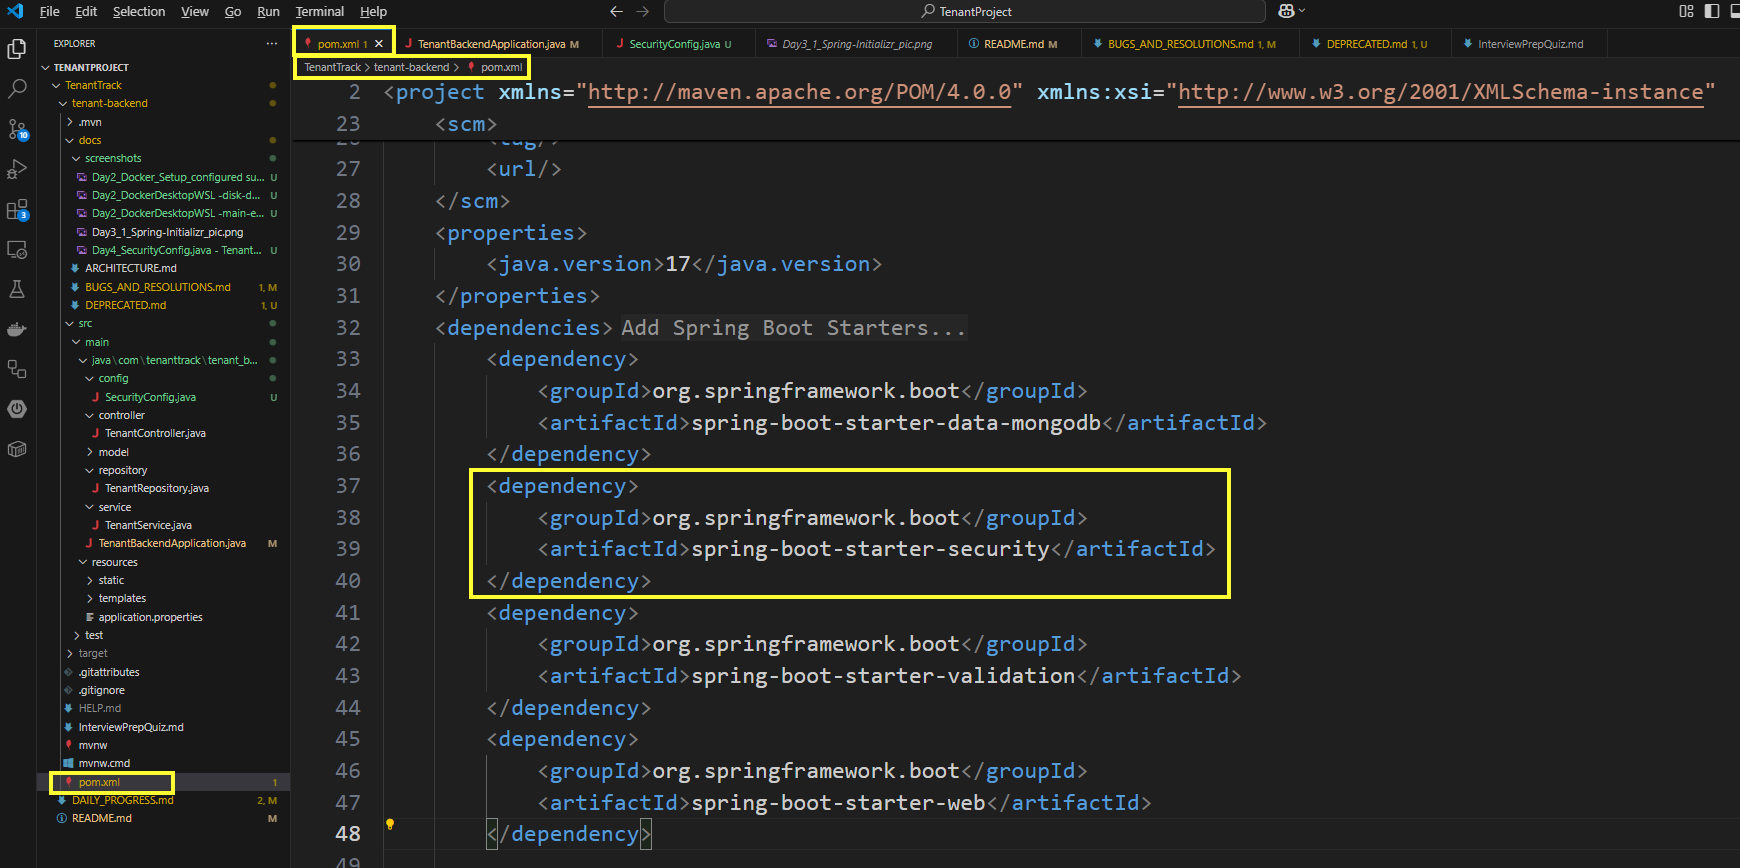 File Edit Selection View Go Run Terminal Help
TenantProject
EXPLORER
TENANTPROJECT
TenantTrack
tenant-backend
.mvn
docs
screenshots
Day2_Docker_Setup_configured su... U
Day2_DockerDesktopWSL -disk-d... U
Day2_DockerDesktopWSL -main-e... U
Day3_1_Spring-Initializr_pic.png
Day4_SecurityConfig.java - Tenant... U
ARCHITECTURE.md
BUGS_AND_RESOLUTIONS.md 1, M
DEPRECATED.md 1, U
src
main
java\com\tenanttrack\tenant_b...
config
SecurityConfig.java U
controller
TenantController.java
model
repository
TenantRepository.java
service
TenantService.java
TenantBackendApplication.java M
resources
static
templates
application.properties
test
target
.gitattributes
.gitignore
HELP.md
InterviewPrepQuiz.md
mvnw
mvnw.cmd
pom.xml 1
DAILY_PROGRESS.md 2, M
README.md M
10
3
pom.xml 1 TenantBackendApplication.java M SecurityConfig.java U Day3_1_Spring-Initializr_pic.png README.md M BUGS_AND_RESOLUTIONS.md 1, M DEPRECATED.md 1, U InterviewPrepQuiz.md
TenantTrack > tenant-backend > pom.xml
2 <project xmlns="http://maven.apache.org/POM/4.0.0" xmlns:xsi="http://www.w3.org/2001/XMLSchema-instance"
23 <scm>
26 <tag/>
27 <url/>
28 </scm>
29 <properties>
30 <java.version>17</java.version>
31 </properties>
32 <dependencies> Add Spring Boot Starters...
33 <dependency>
34 <groupId>org.springframework.boot</groupId>
35 <artifactId>spring-boot-starter-data-mongodb</artifactId>
36 </dependency>
37 <dependency>
38 <groupId>org.springframework.boot</groupId>
39 <artifactId>spring-boot-starter-security</artifactId>
40 </dependency>
41 <dependency>
42 <groupId>org.springframework.boot</groupId>
43 <artifactId>spring-boot-starter-validation</artifactId>
44 </dependency>
45 <dependency>
46 <groupId>org.springframework.boot</groupId>
47 <artifactId>spring-boot-starter-web</artifactId>
48 </dependency>
49